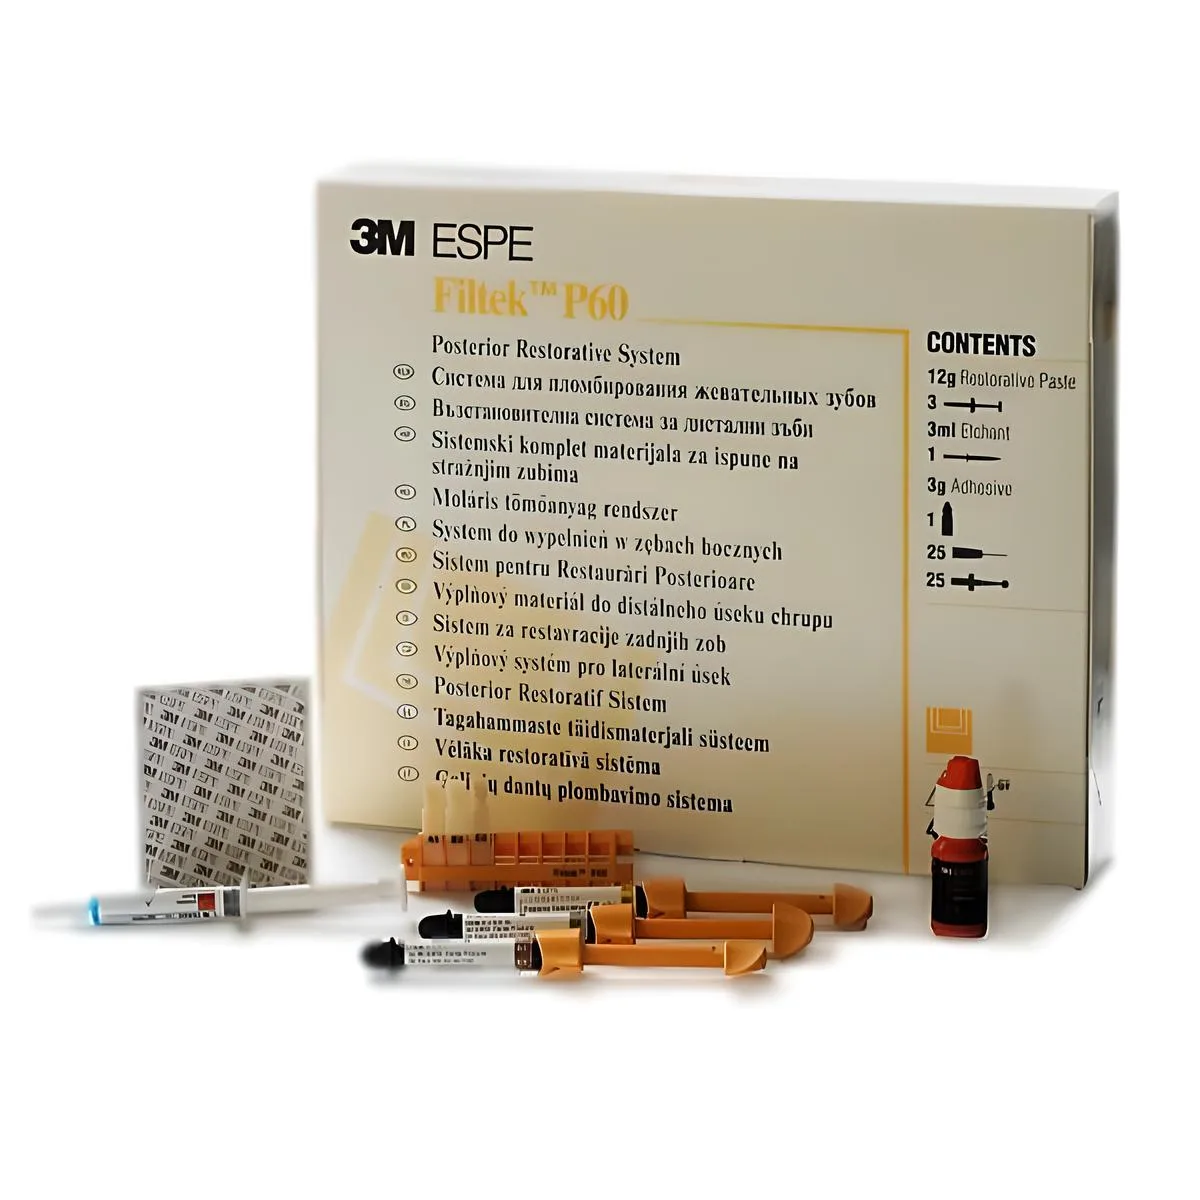 3M ESPE
Filtek™ P60
Posterior Restorative System
Система для пломбирования жевательных зубов
Възстановителна система за дистални зъби
Sistemski komplet materijala za ispune na
stražnjim zubima
Moláris tömőanyag rendszer
System do wypełnień w zębach bocznych
Sistem pentru Restaurări Posterioare
Výplňový materiál do distálneho úseku chrupu
Sistem za restavracije zadnjih zob
Výplňový systém pro laterální úsek
Posterior Restoratif Sistem
Tagahammaste täidismaterjali süsteem
Vēlāka restoratīvā sistēma
dantų plombavimo sistema
CONTENTS
12g Restorative Paste
3
3ml Etchant
1
3g Adhesive
1
25
25